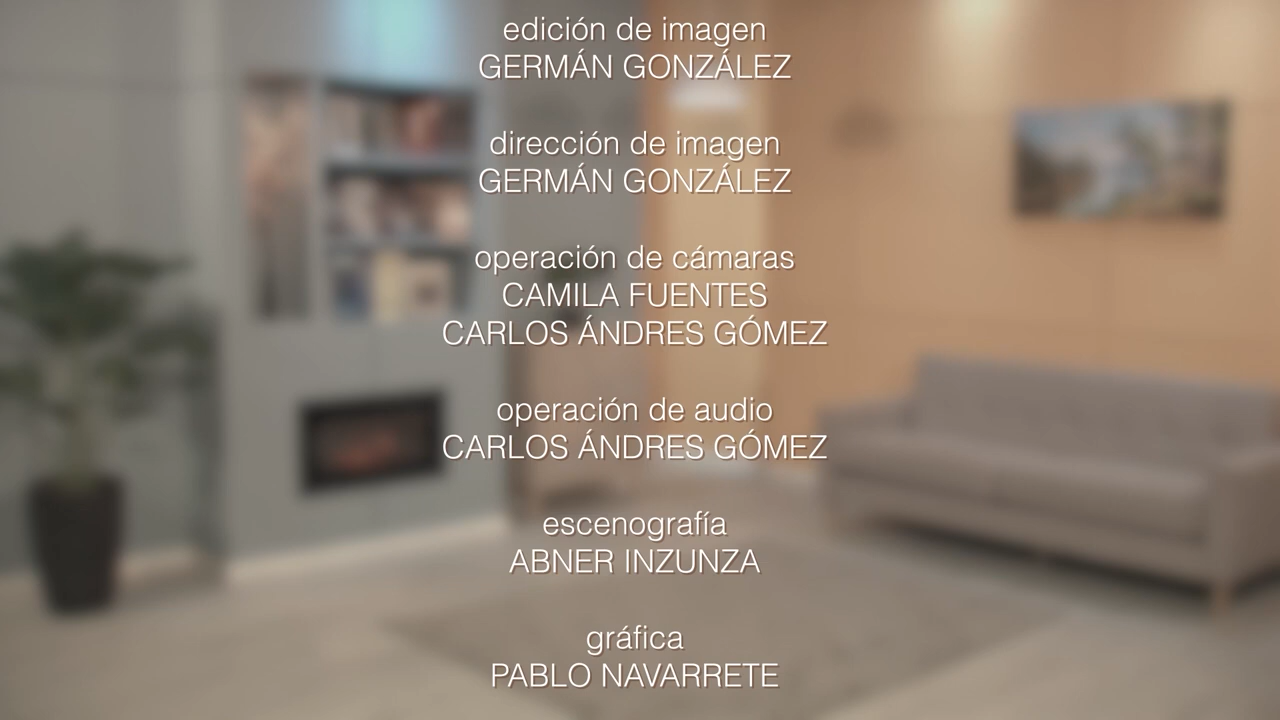 edición de imagen
GERMÁN GONZÁLEZ
dirección de imagen
GERMÁN GONZÁLEZ
operación de cámaras
CAMILA FUENTES
CARLOS ÁNDRES GÓMEZ
operación de audio
CARLOS ÁNDRES GÓMEZ
escenografía
ABNER INZUNZA
gráfica
PABLO NAVARRETE